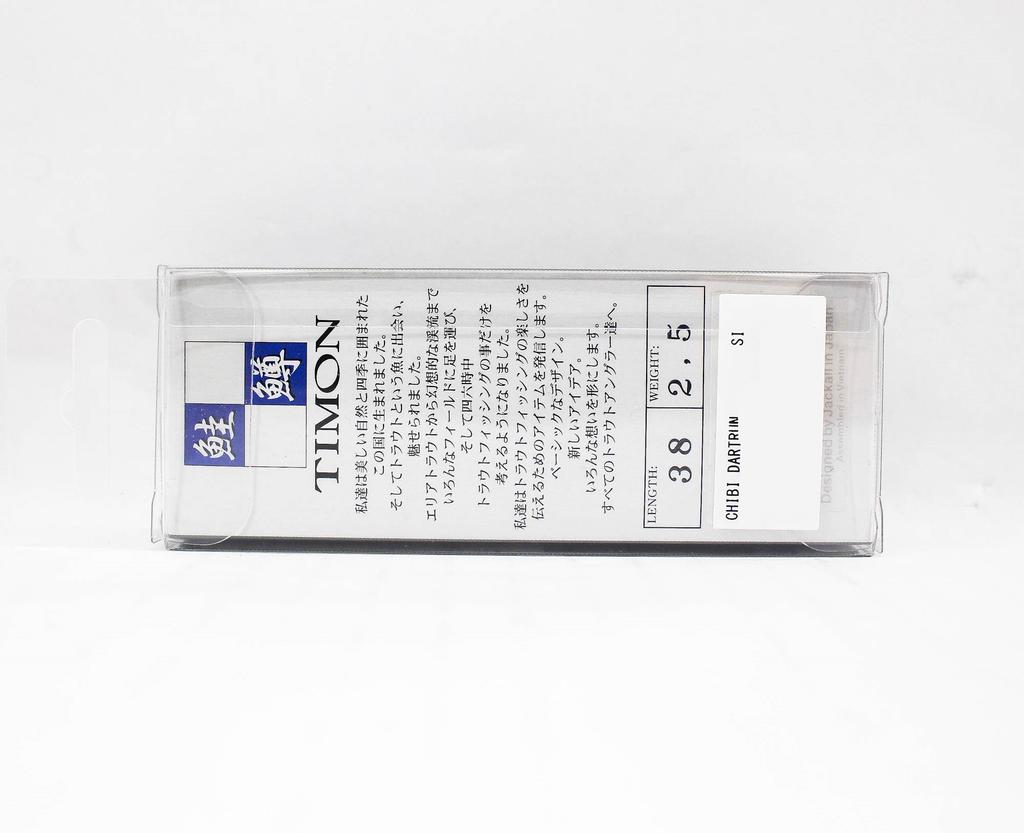 鮭
鱒
TIMON
私達は美しい自然と四季に囲まれた
この国に生まれました。
そしてトラウトという魚に出会い、
魅せられました。
エリアトラウトから幻想的な渓流まで
いろんなフィールドに足を運び、
そして四六時中
トラウトフィッシングの事だけを
考えるようになりました。
私達はトラウトフィッシングの楽しさを
伝えるためのアイテムを発信します。
ベーシックなデザイン。
新しいアイデア。
いろんな想いを形にします。
すべてのトラウトアングラー達へ。
LENGTH: WEIGHT:
38 2,5
CHIBI DARTRUN SI
Designed by Jackall in Japan
Assembled in Vietnam